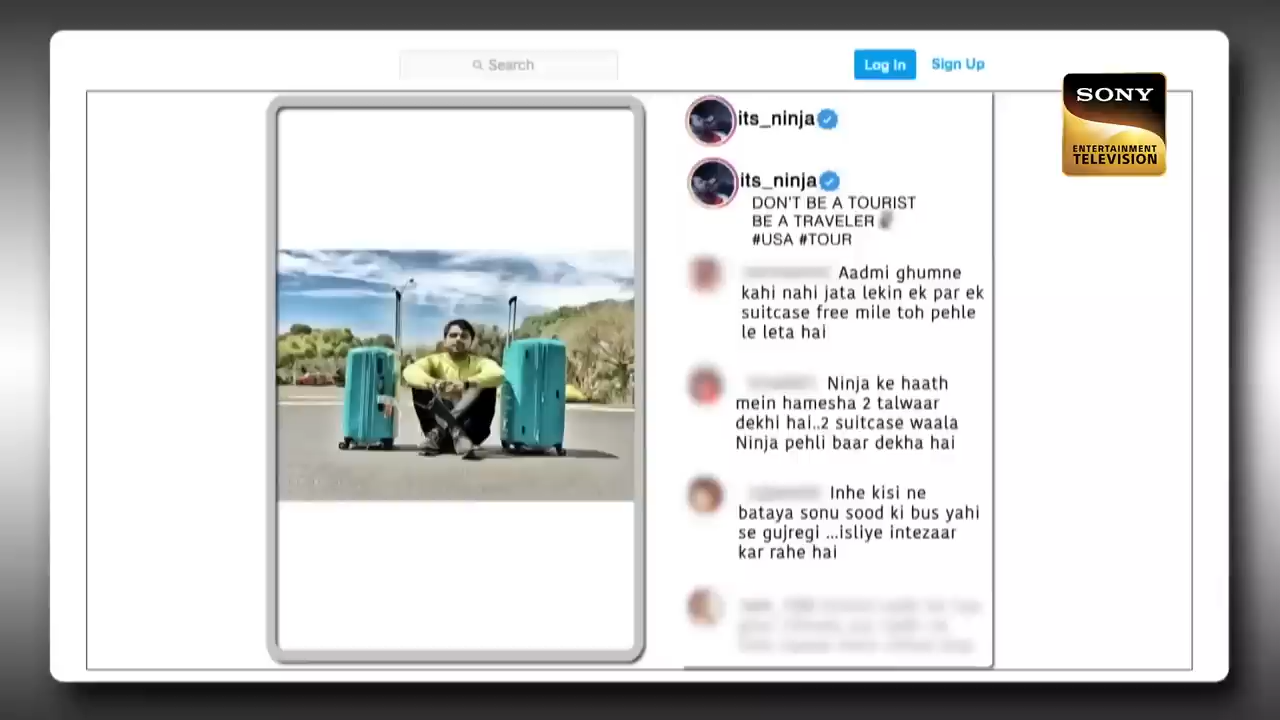 Search
Log In
Sign Up
SONY
ENTERTAINMENT
TELEVISION
its_ninja
its_ninja
DON'T BE A TOURIST
BE A TRAVELER
#USA #TOUR
Aadmi ghumne
kahi nahi jata lekin ek par ek
suitcase free mile toh pehle
le leta hai
Ninja ke haath
mein hamesha 2 talwaar
dekhi hai..2 suitcase waala
Ninja pehli baar dekha hai
Inhe kisi ne
bataya sonu sood ki bus yahi
se gujregi ...isliye intezaar
kar rahe hai